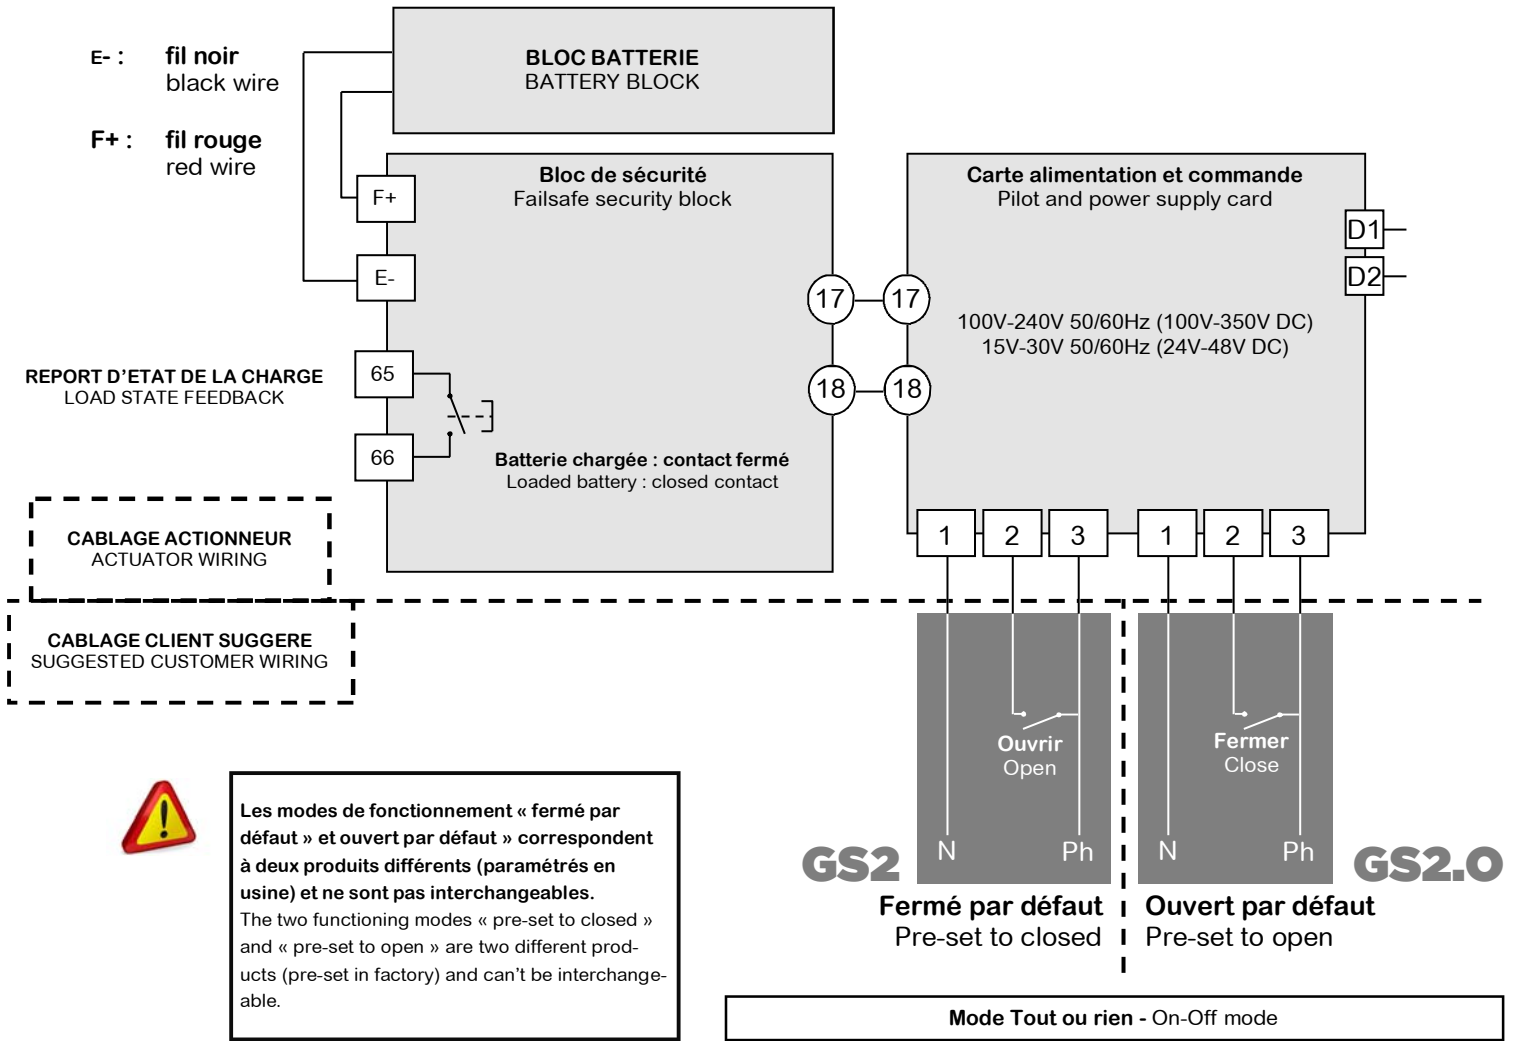 E- :
fil noir
black wire
F+ :
fil rouge
red wire
BLOC BATTERIE
BATTERY BLOCK
Bloc de sécurité
Failsafe security block
F+
E-
65
66
REPORT D’ETAT DE LA CHARGE
LOAD STATE FEEDBACK
Batterie chargée : contact fermé
Loaded battery : closed contact
17
18
17
18
Carte alimentation et commande
Pilot and power supply card
D1
D2
100V-240V 50/60Hz (100V-350V DC)
15V-30V 50/60Hz (24V-48V DC)
1
2
3
1
2
3
CABLAGE ACTIONNEUR
ACTUATOR WIRING
CABLAGE CLIENT SUGGERE
SUGGESTED CUSTOMER WIRING
Ouvrir
Open
N
Ph
Fermer
Close
N
Ph
GS2
GS2.O
Fermé par défaut
Pre-set to closed
Ouvert par défaut
Pre-set to open
Les modes de fonctionnement « fermé par
défaut » et ouvert par défaut » correspondent
à deux produits différents (paramétrés en
usine) et ne sont pas interchangeables.
The two functioning modes « pre-set to closed »
and « pre-set to open » are two different prod-
ucts (pre-set in factory) and can’t be interchange-
able.
Mode Tout ou rien - On-Off mode